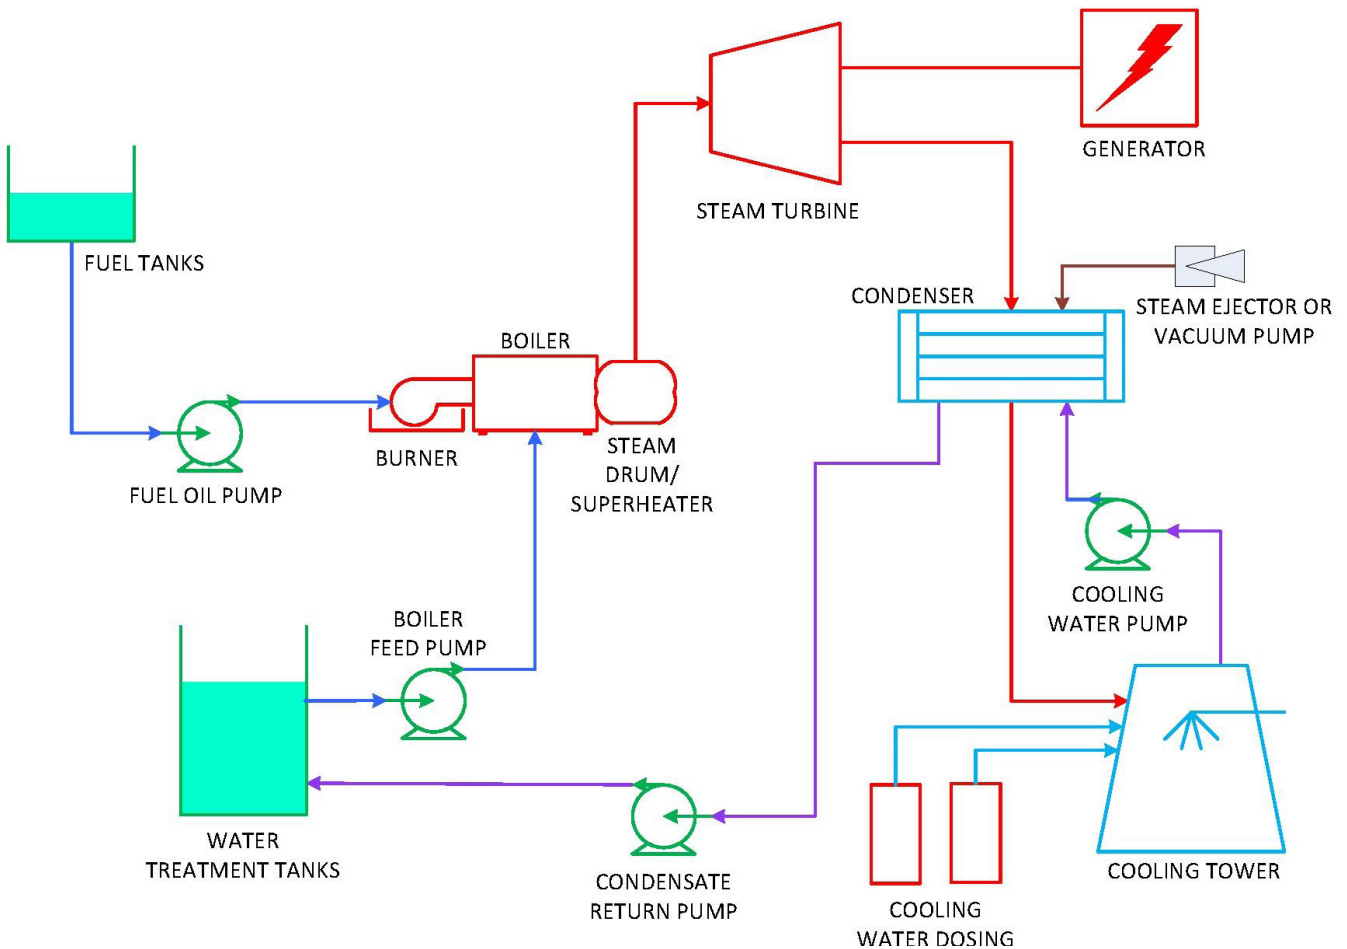 GENERATOR
STEAM TURBINE
FUEL TANKS
CONDENSER
STEAM EJECTOR OR
VACUUM PUMP
BOILER
BURNER
STEAM
DRUM/
SUPERHEATER
FUEL OIL PUMP
COOLING
WATER PUMP
BOILER
FEED PUMP
WATER
TREATMENT TANKS
CONDENSATE
RETURN PUMP
COOLING TOWER
COOLING
WATER DOSING